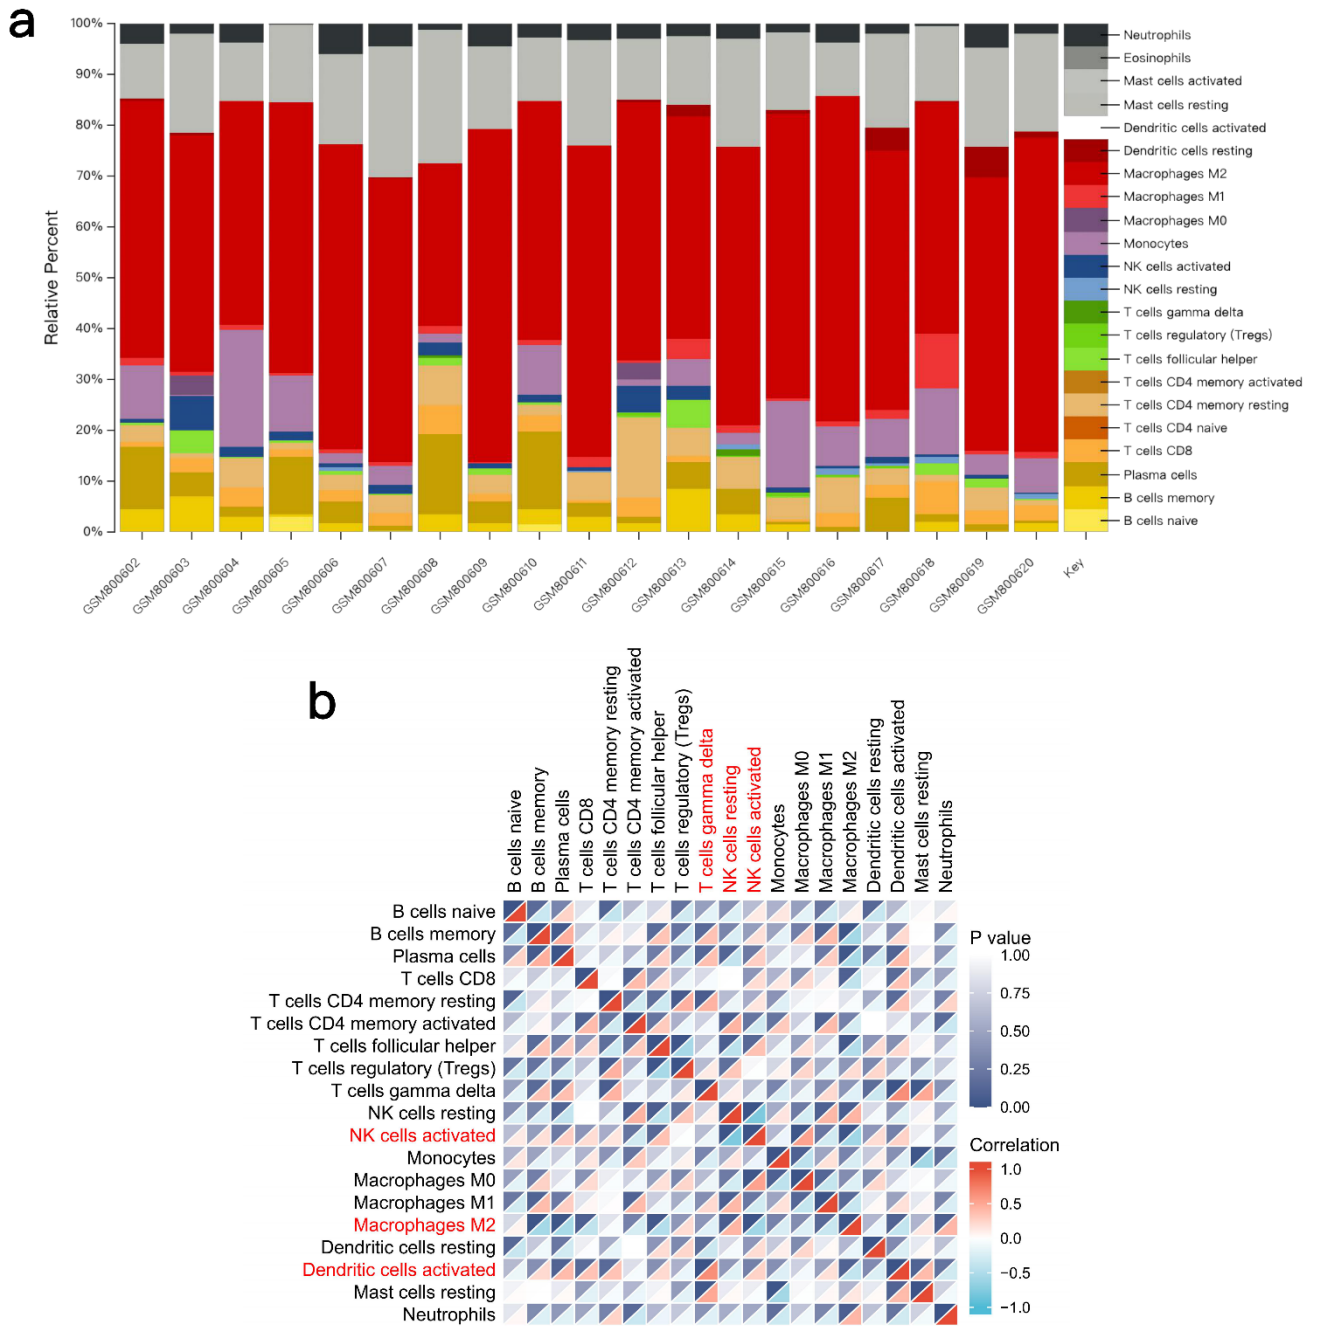 a
100%
90%
80%
70%
60%
50%
40%
30%
20%
10%
0%
Relative Percent
GSM800602
GSM800603
GSM800604
GSM800605
GSM800606
GSM800607
GSM800608
GSM800609
GSM800610
GSM800611
GSM800612
GSM800613
GSM800614
GSM800615
GSM800616
GSM800617
GSM800618
GSM800619
GSM800620
Key
Neutrophils
Eosinophils
Mast cells activated
Mast cells resting
Dendritic cells activated
Dendritic cells resting
Macrophages M2
Macrophages M1
Macrophages M0
Monocytes
NK cells activated
NK cells resting
T cells gamma delta
T cells regulatory (Tregs)
T cells follicular helper
T cells CD4 memory activated
T cells CD4 memory resting
T cells CD4 naive
T cells CD8
Plasma cells
B cells memory
B cells naive
b
B cells naive
B cells memory
Plasma cells
T cells CD8
T cells CD4 memory resting
T cells CD4 memory activated
T cells follicular helper
T cells regulatory (Tregs)
T cells gamma delta
NK cells resting
NK cells activated
Monocytes
Macrophages M0
Macrophages M1
Macrophages M2
Dendritic cells resting
Dendritic cells activated
Mast cells resting
Neutrophils
B cells naive
B cells memory
Plasma cells
T cells CD8
T cells CD4 memory resting
T cells CD4 memory activated
T cells follicular helper
T cells regulatory (Tregs)
T cells gamma delta
NK cells resting
NK cells activated
Monocytes
Macrophages M0
Macrophages M1
Macrophages M2
Dendritic cells resting
Dendritic cells activated
Mast cells resting
Neutrophils
P value
1.00
0.75
0.50
0.25
0.00
Correlation
1.0
0.5
0.0
−0.5
−1.0